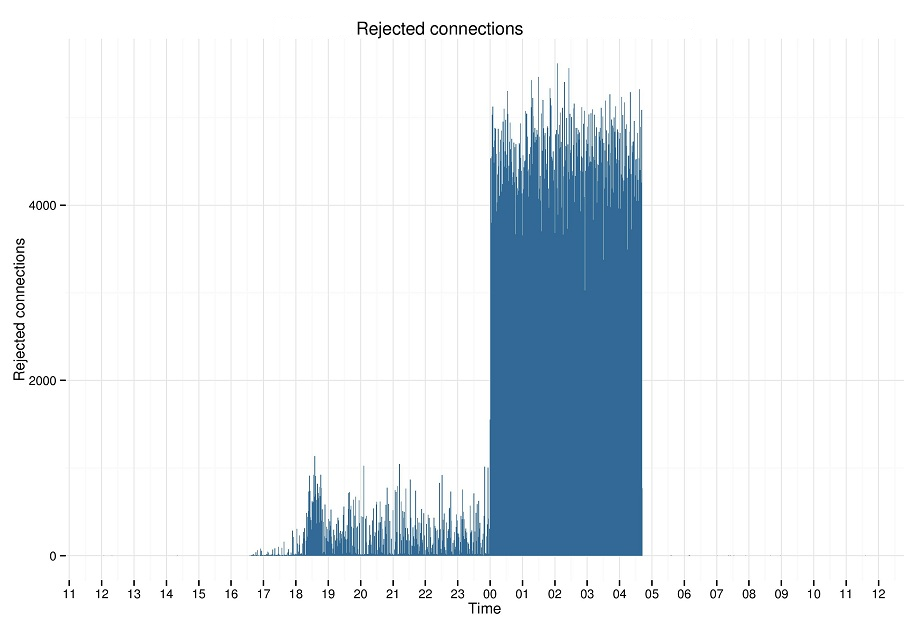 Rejected connections
Rejected connections
4000
2000
0
11 12 13 14 15 16 17 18 19 20 21 22 23 00 01 02 03 04 05 06 07 08 09 10 11 12
Time